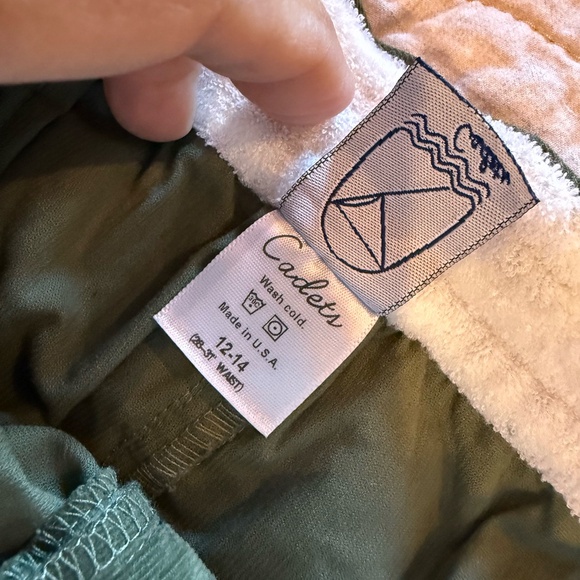 Cadets
Wash cold.
Made in U.S.A.
12-14
(28-31" WAIST)